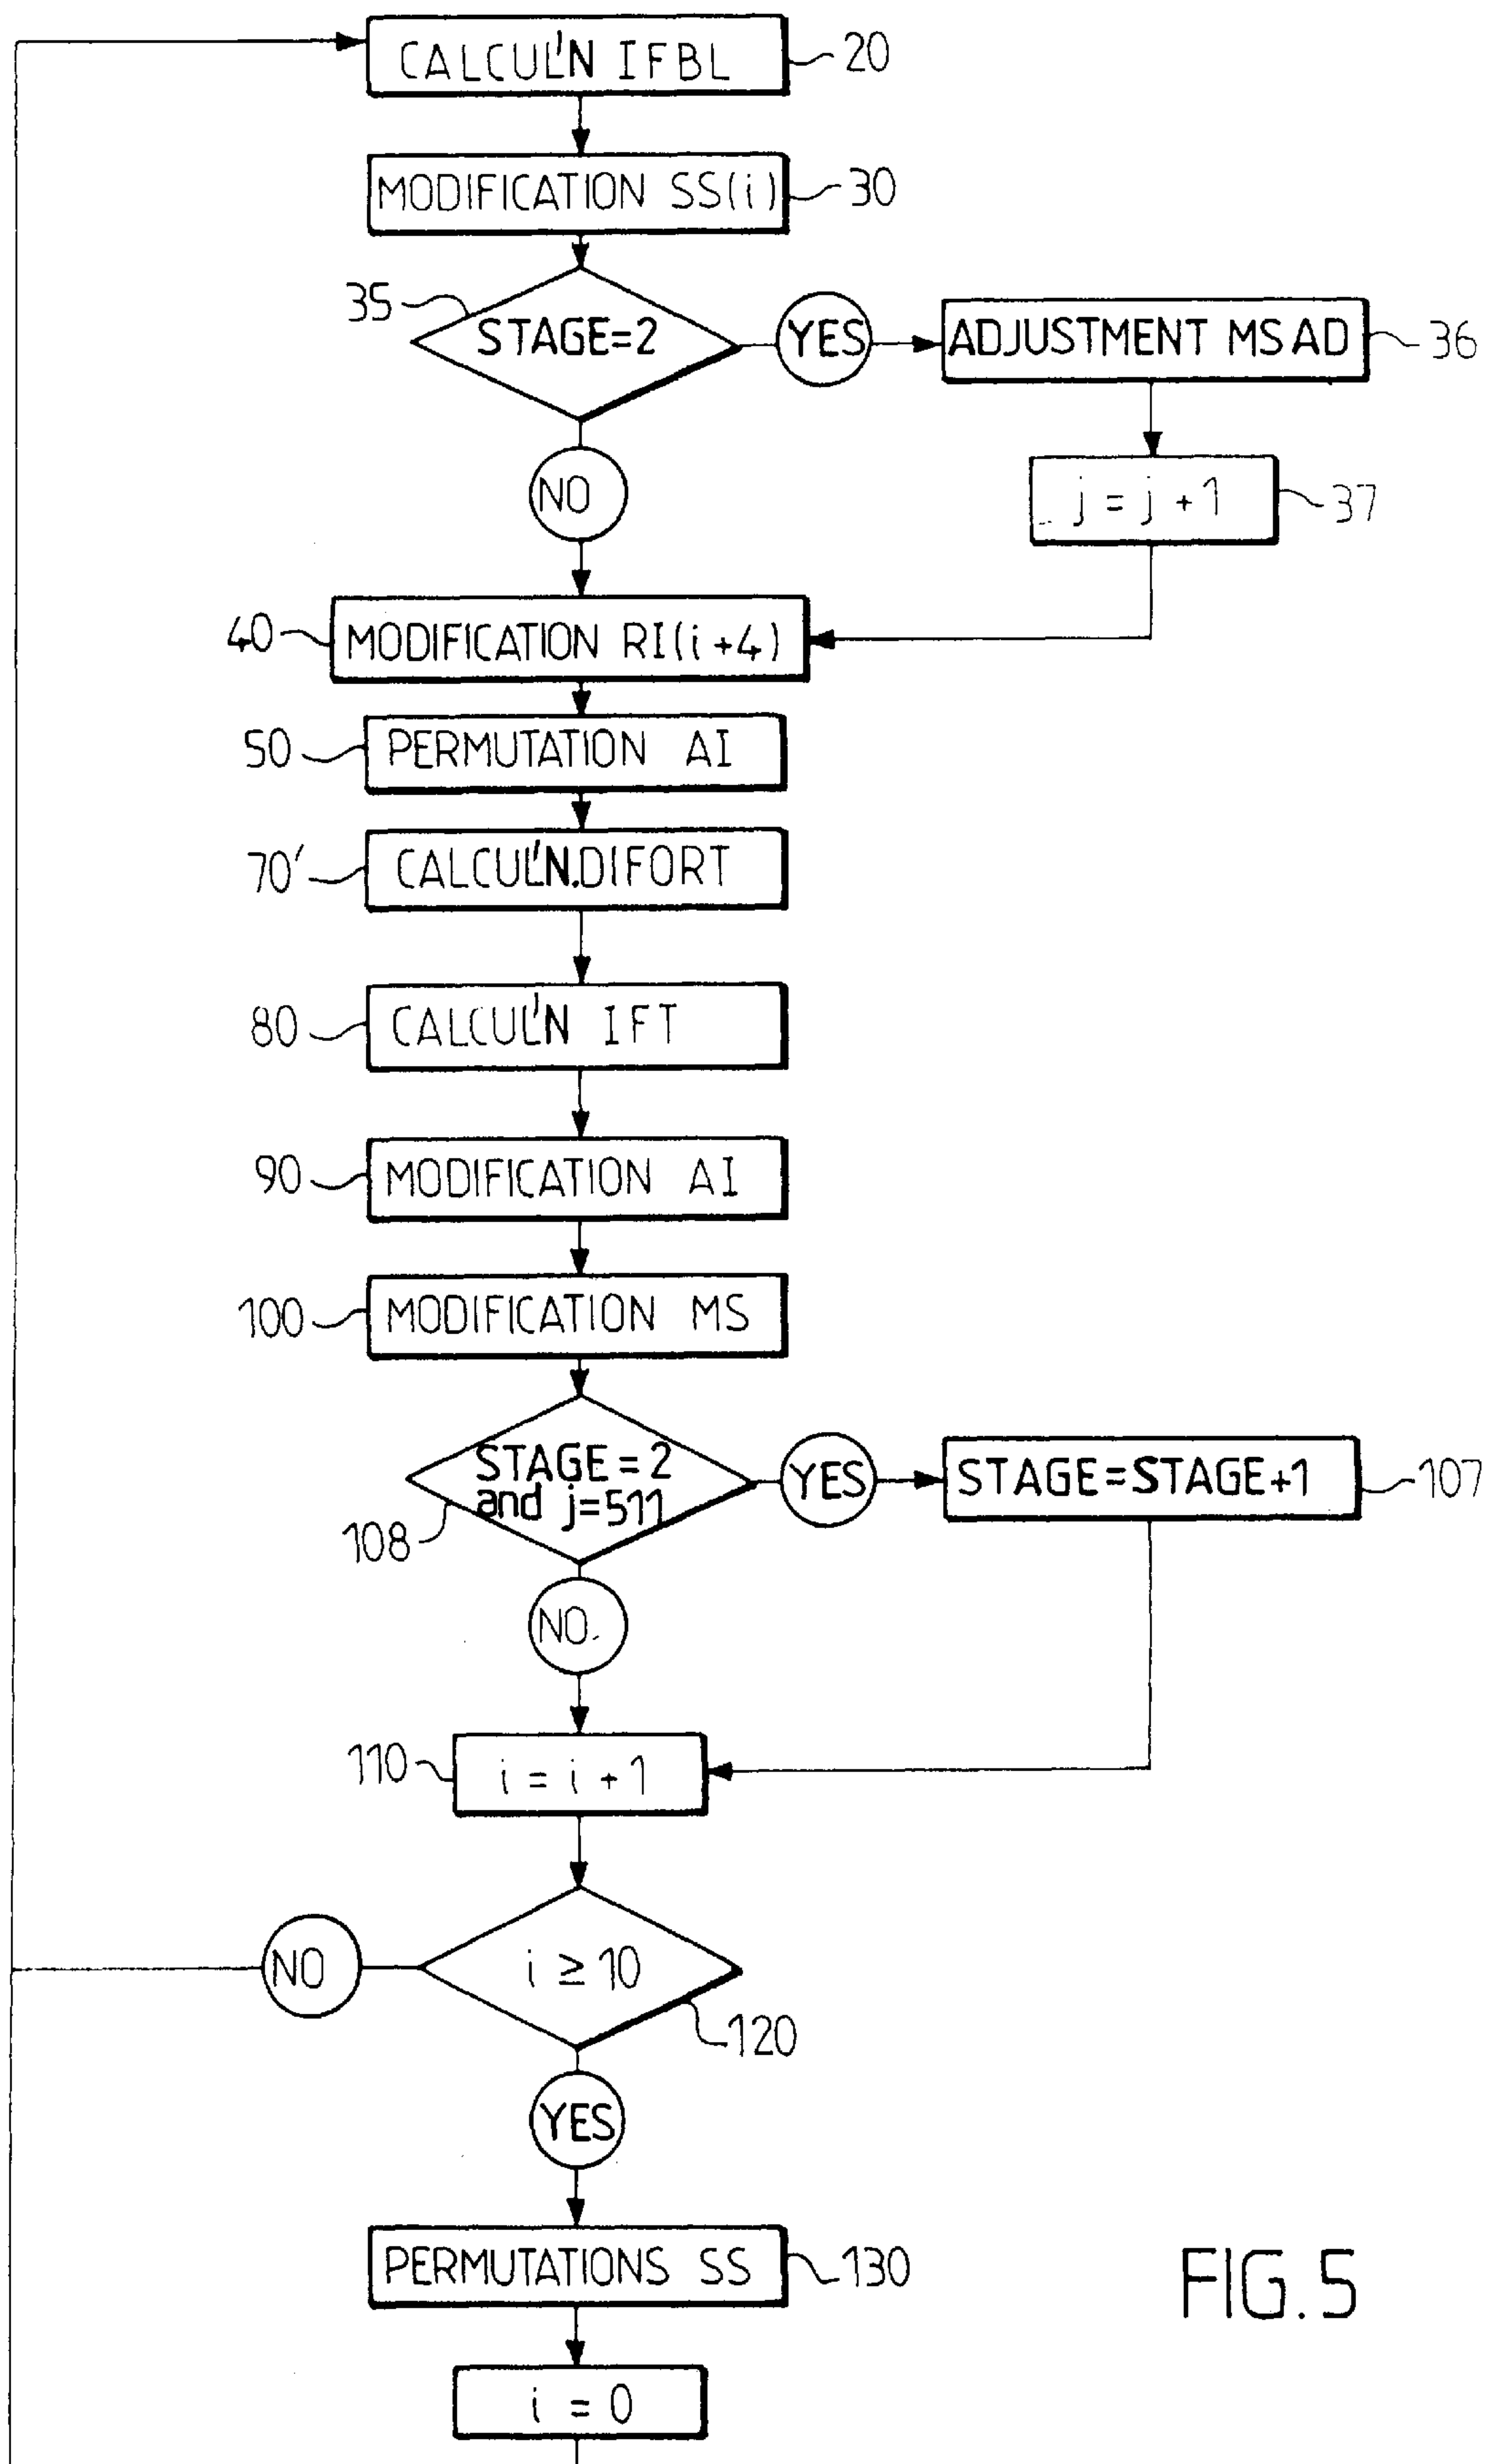 CALCUL'N IFBL 20
MODIFICATION SS(i) 30
35 STAGE=2 YES ADJUSTMENT MSAD 36
NO j = j +1 37
40 MODIFICATION RI(i+4)
50 PERMUTATION AI
70' CALCUL'N.DIFORT
80 CALCUL'N IFT
90 MODIFICATION AI
100 MODIFICATION MS
STAGE=2 YES STAGE=STAGE+1 107
and j=511
108
NO.
110 i = i +1
NO i ≥ 10
120
YES
PERMUTATIONS SS 130
FIG.5
i = 0